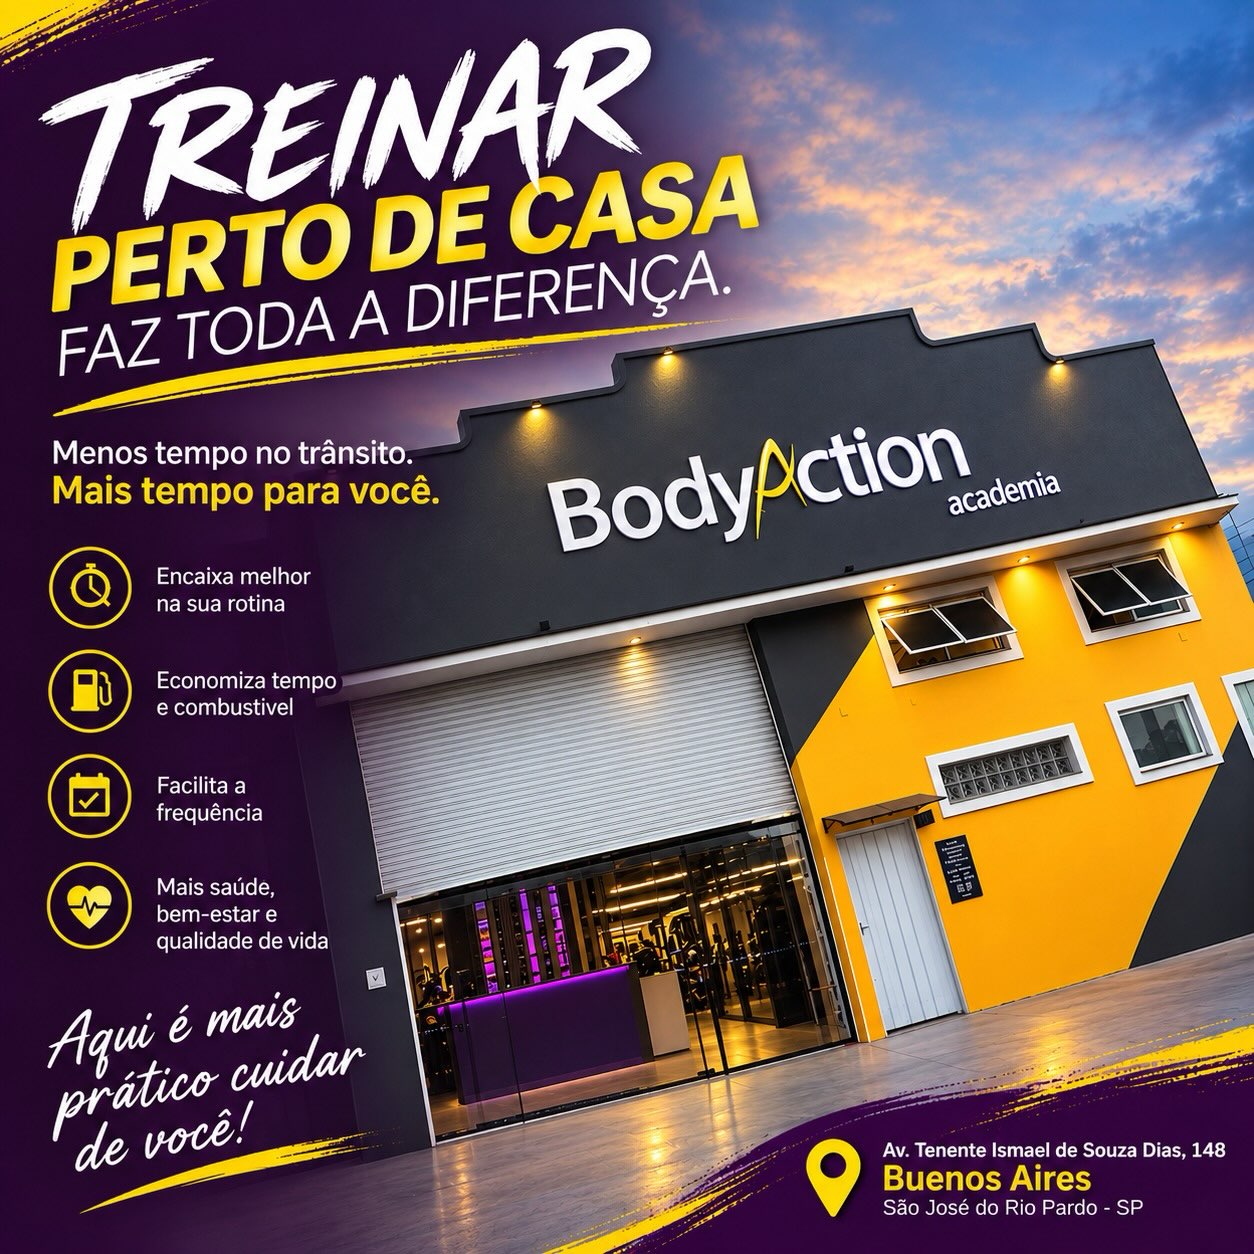 TREINAR
PERTO DE CASA
FAZ TODA A DIFERENÇA.
Menos tempo no trânsito.
Mais tempo para você.
Encaixa melhor
na sua rotina
Economiza tempo
e combustivel
Facilita a
frequência
Mais saúde,
bem-estar e
qualidade de vida
Aqui é mais
prático cuidar
de você!
BodyAction
academia
Av. Tenente Ismael de Souza Dias, 148
Buenos Aires
São José do Rio Pardo - SP